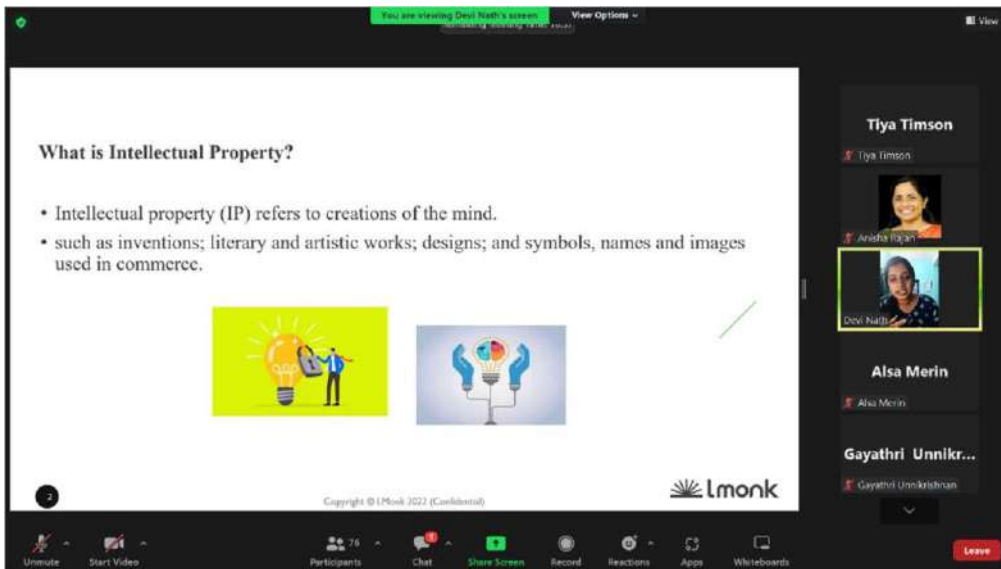 You are viewing Devi Nath's screen
View Options
View
What is Intellectual Property?
• Intellectual property (IP) refers to creations of the mind.
• such as inventions; literary and artistic works; designs; and symbols, names and images
used in commerce.
2
Copyright © LMonk 2022 (Confidential)
lmonk
Tiya Timson
Tiya Timson
Anisha Rajan
Devi Nath
Alsa Merin
Alsa Merin
Gayathri Unnikr...
Gayathri Unnikrishnan
Unmute
Start Video
76
Participants
Chat
Share Screen
Record
Reactions
Apps
Whiteboards
Leave